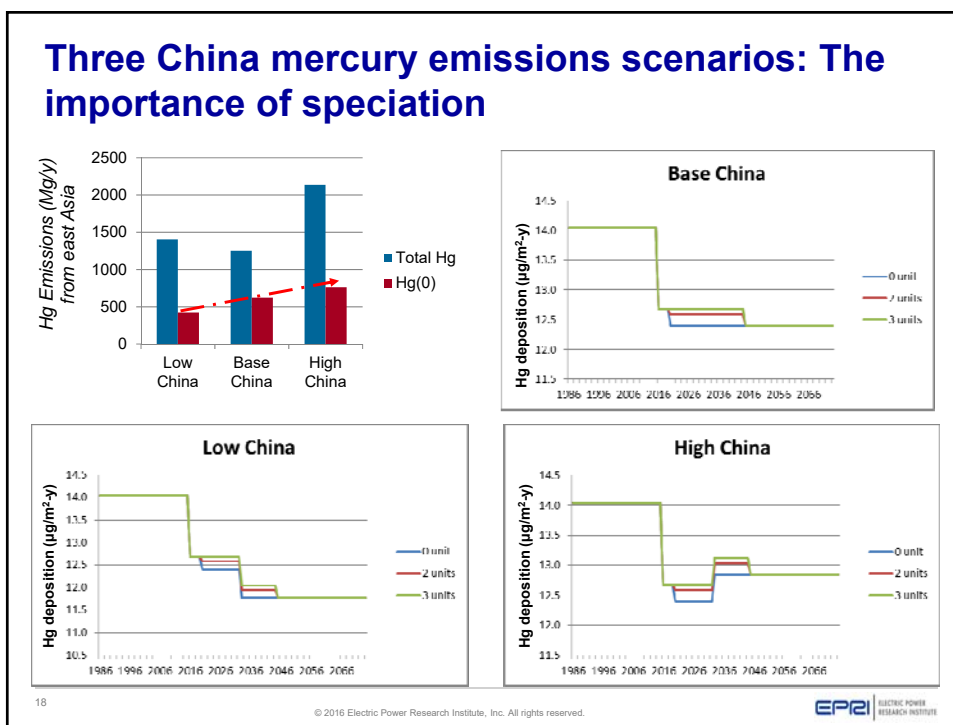 Three China mercury emissions scenarios: The
importance of speciation
Hg Emissions (Mg/y)
from east Asia
2500
2000
1500
1000
500
0
Low
China
Base
China
High
China
Total Hg
Hg(0)
Base China
Hg deposition (µg/m²-y)
14.5
14.0
13.5
13.0
12.5
12.0
11.5
1986 1996 2006 2016 2026 2036 2046 2056 2066
0 unit
2 units
3 units
Low China
Hg deposition (µg/m²-y)
14.5
14.0
13.5
13.0
12.5
12.0
11.5
11.0
10.5
1986 1996 2006 2016 2026 2036 2046 2056 2066
0 unit
2 units
3 units
High China
Hg deposition (µg/m²-y)
14.5
14.0
13.5
13.0
12.5
12.0
11.5
1986 1996 2006 2016 2026 2036 2046 2056 2066
0 unit
2 units
3 units
18
© 2016 Electric Power Research Institute, Inc. All rights reserved.
EPRI
ELECTRIC POWER
RESEARCH INSTITUTE